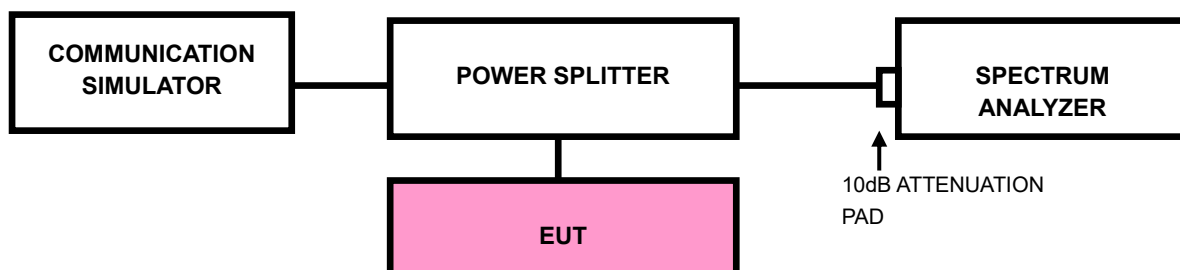 COMMUNICATION
SIMULATOR
POWER SPLITTER
SPECTRUM
ANALYZER
10dB ATTENUATION
PAD
EUT